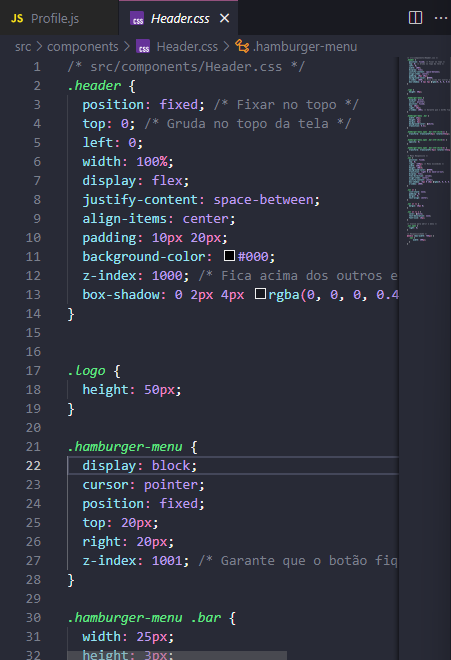 JS Profile.js
css Header.css ×
src > components > css Header.css > .hamburger-menu
1 /* src/components/Header.css */
2 .header {
3 position: fixed; /* Fixar no topo */
4 top: 0; /* Gruda no topo da tela */
5 left: 0;
6 width: 100%;
7 display: flex;
8 justify-content: space-between;
9 align-items: center;
10 padding: 10px 20px;
11 background-color: #000;
12 z-index: 1000; /* Fica acima dos outros e
13 box-shadow: 0 2px 4px rgba(0, 0, 0, 0.4
14 }
15
16
17 .logo {
18 height: 50px;
19 }
20
21 .hamburger-menu {
22 display: block;
23 cursor: pointer;
24 position: fixed;
25 top: 20px;
26 right: 20px;
27 z-index: 1001; /* Garante que o botão fiq
28 }
29
30 .hamburger-menu .bar {
31 width: 25px;
32 height: 3px;